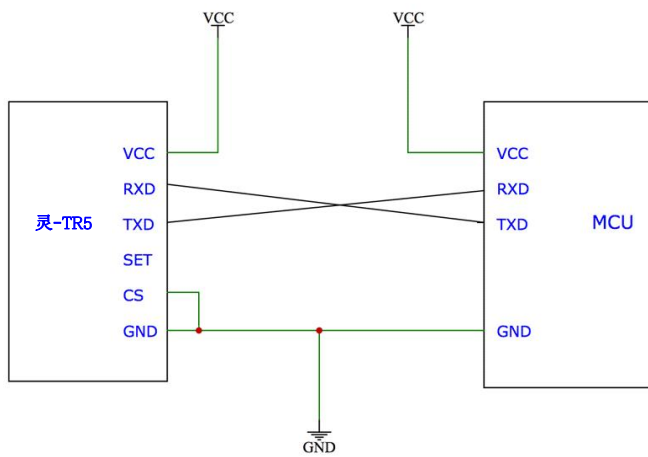 VCC
VCC
VCC
RXD
TXD
SET
CS
GND
灵-TR5
VCC
RXD
TXD
GND
MCU
GND